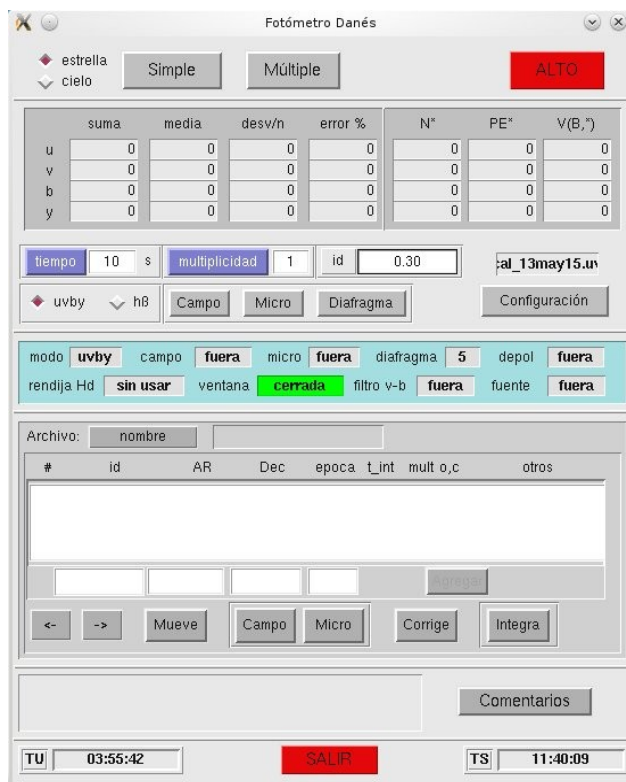 Fotómetro Danés
estrella
cielo
Simple Múltiple ALTO
suma media desv/n error % N* PE* V(B,*)
u 0 0 0 0 0 0 0
v 0 0 0 0 0 0 0
b 0 0 0 0 0 0 0
y 0 0 0 0 0 0 0
tiempo 10 s multiplicidad 1 id 0.30 cal_13may15.uv
uvby hß Campo Micro Diafragma Configuración
modo uvby campo fuera micro fuera diafragma 5 depol fuera
rendija Hd sin usar ventana cerrada filtro v-b fuera fuente fuera
Archivo: nombre
# id AR Dec epoca t_int mult o,c otros
Agregar
<- -> Mueve Campo Micro Corrige Integra
Comentarios
TU 03:55:42 SALIR TS 11:40:09